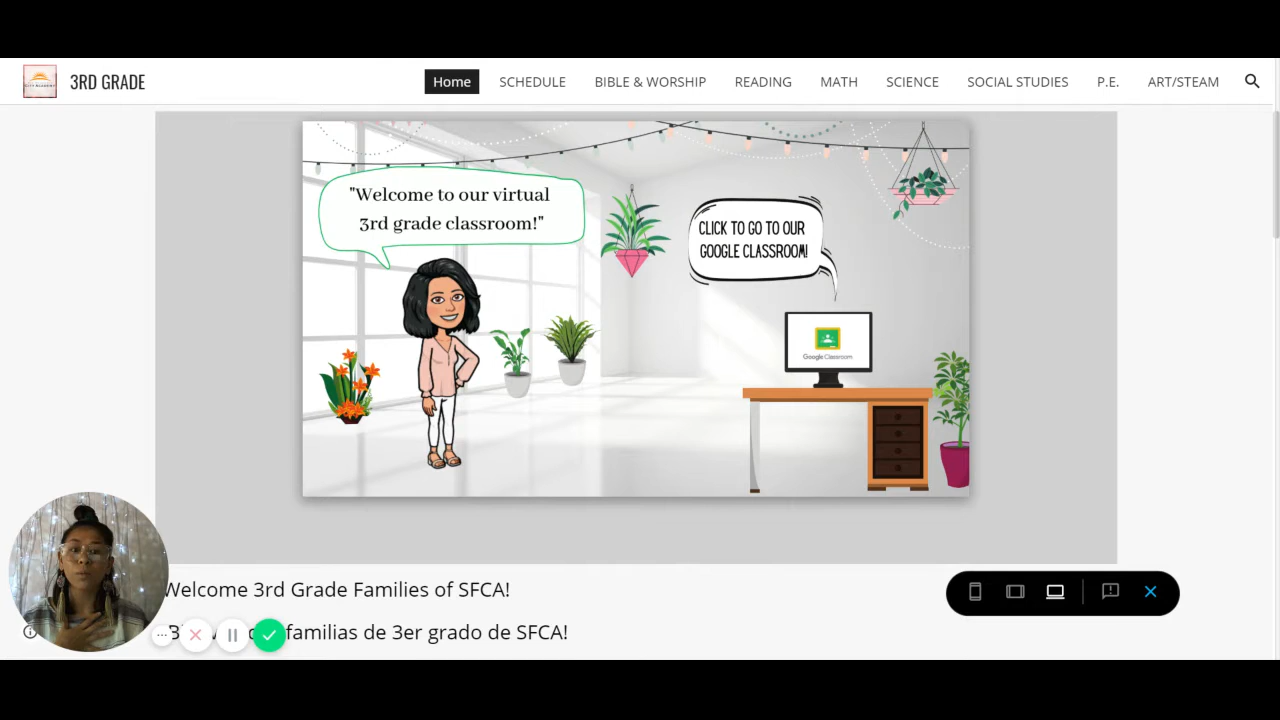 3RD GRADE
Home SCHEDULE BIBLE & WORSHIP READING MATH SCIENCE SOCIAL STUDIES P.E. ART/STEAM
"Welcome to our virtual
3rd grade classroom!"
CLICK TO GO TO OUR
GOOGLE CLASSROOM!
Google Classroom
Welcome 3rd Grade Families of SFCA!
familias de 3er grado de SFCA!